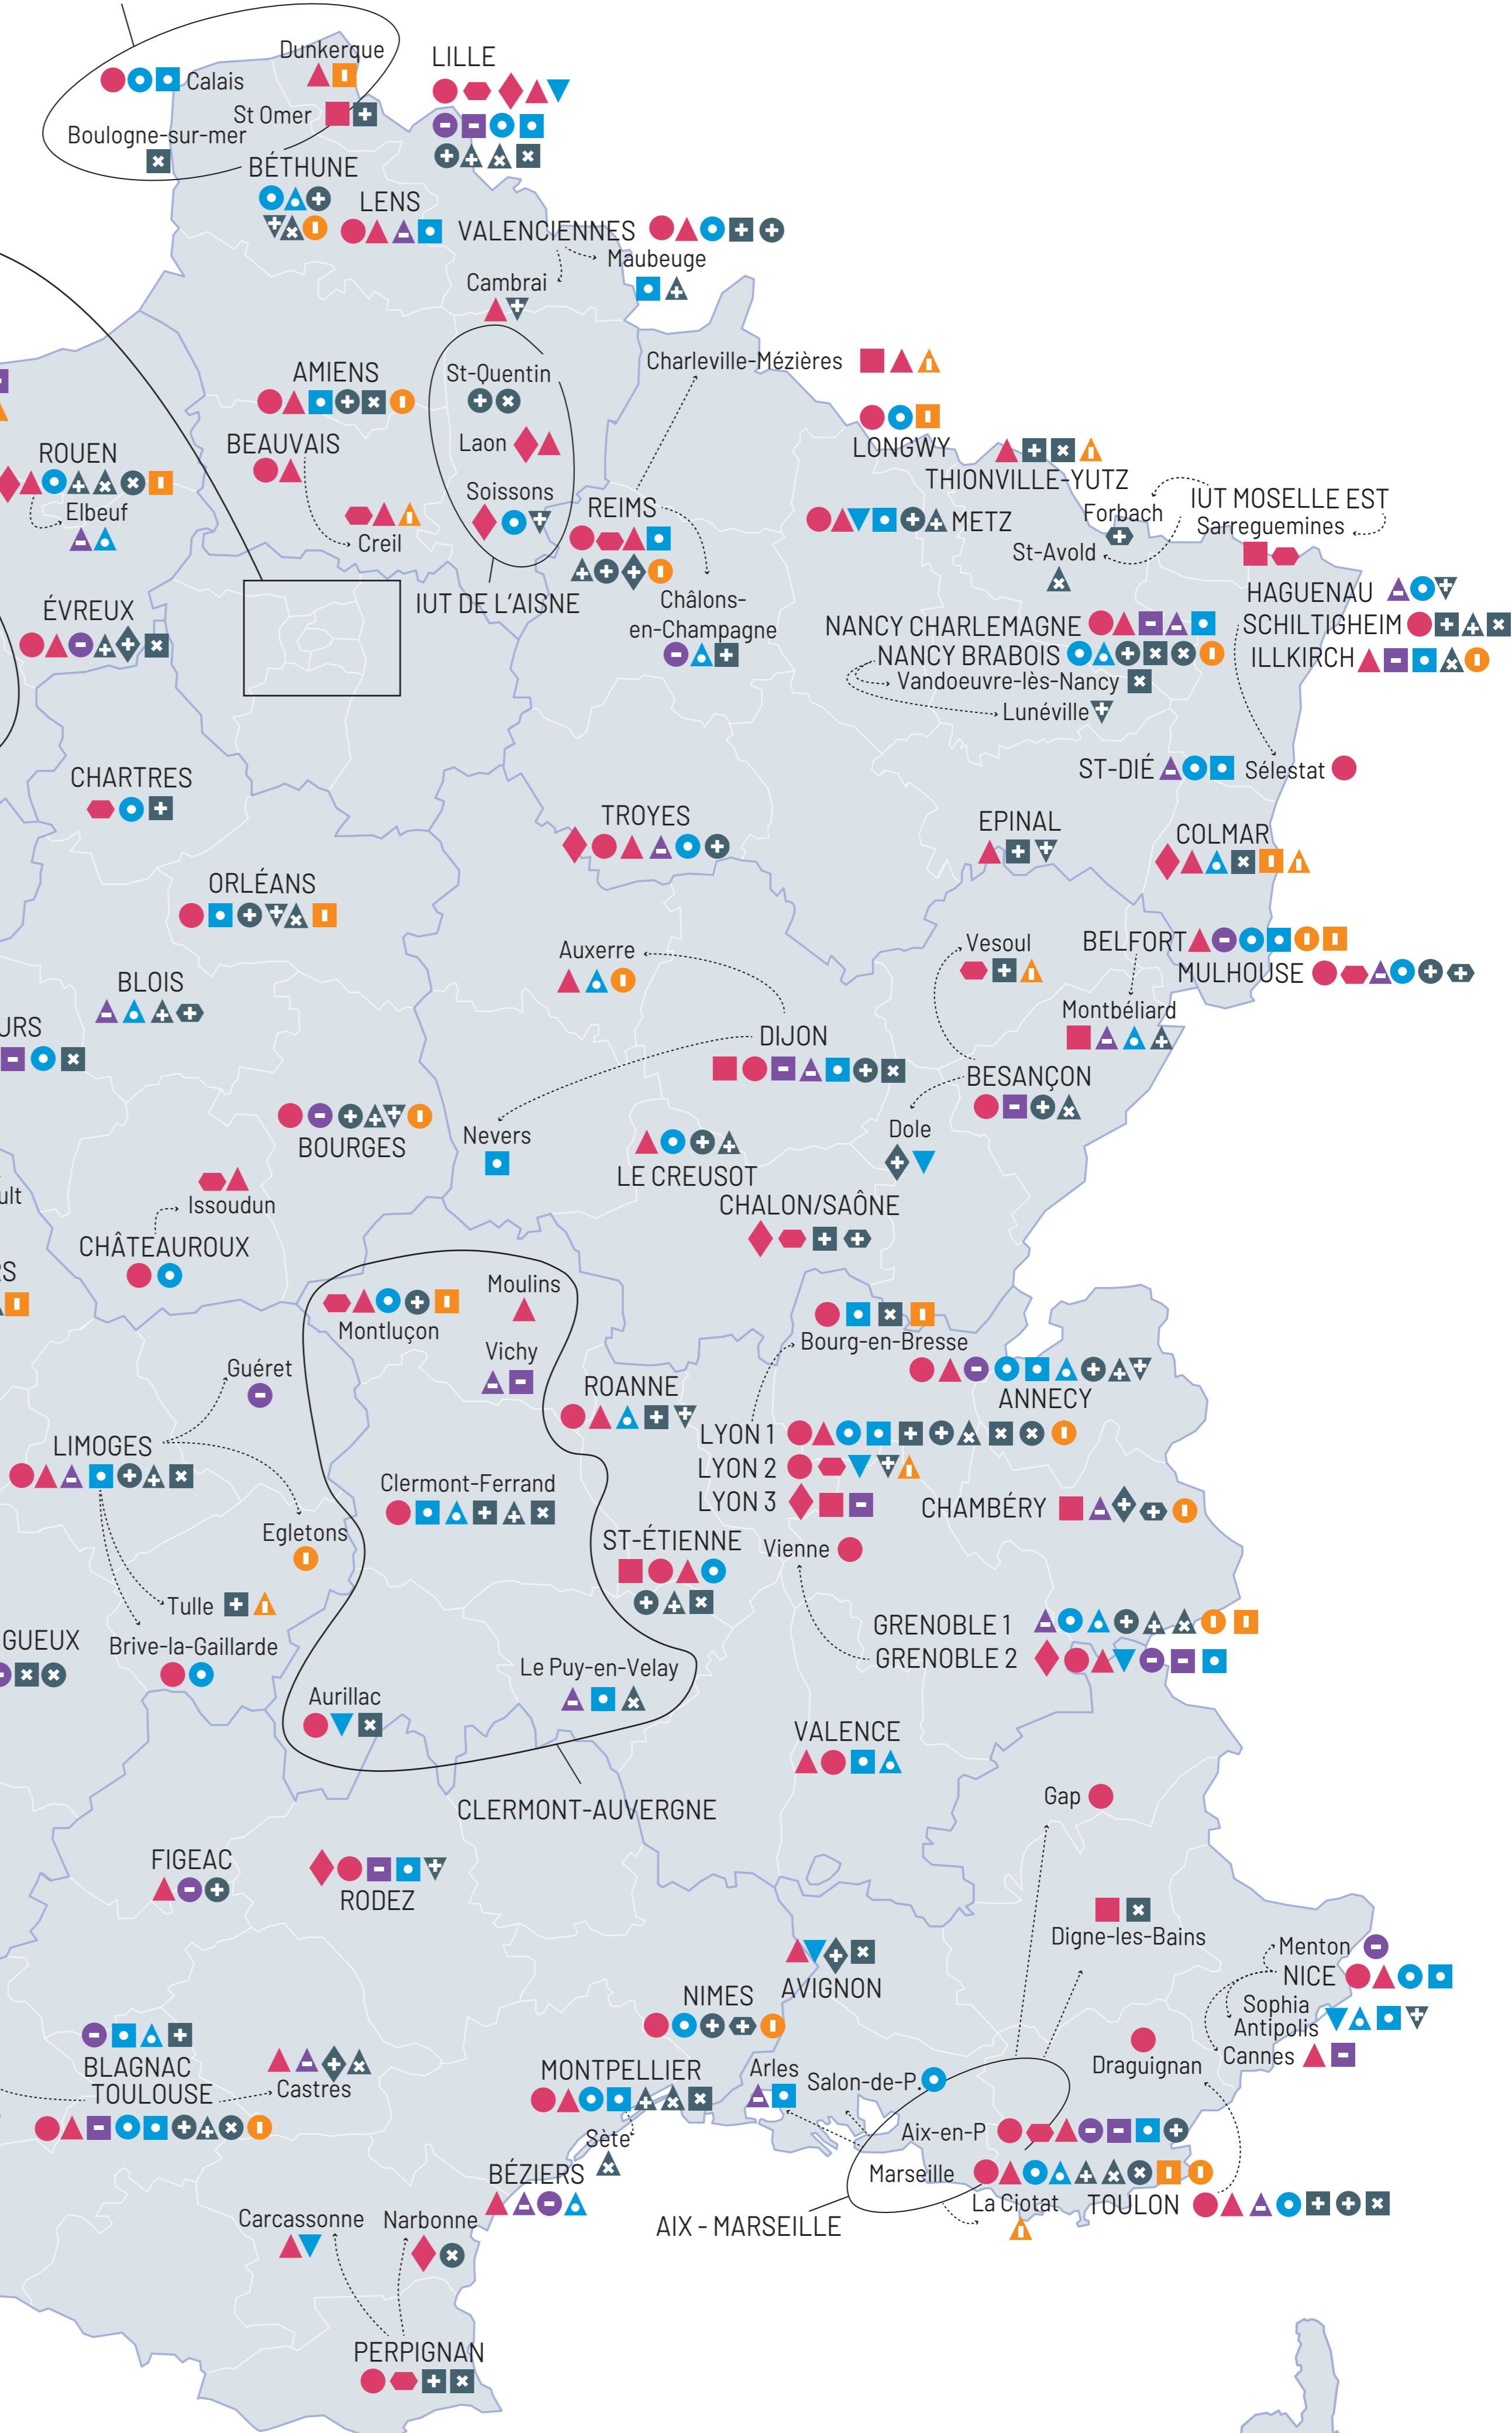 Dunkerque
LILLE
Calais
St Omer
Boulogne-sur-mer
BÉTHUNE
LENS
VALENCIENNES
Maubeuge
Cambrai
Charleville-Mézières
AMIENS
St-Quentin
BEAUVAIS
Laon
LONGWY
ROUEN
THIONVILLE-YUTZ
Soissons
IUT MOSELLE EST
Elbeuf
REIMS
METZ
Forbach
Sarreguemines
Creil
St-Avold
IUT DE L'AISNE
Châlons-
en-Champagne
HAGUENAU
ÉVREUX
NANCY CHARLEMAGNE
SCHILTIGHEIM
NANCY BRABOIS
ILLKIRCH
Vandoeuvre-lès-Nancy
Lunéville
CHARTRES
ST-DIÉ
Sélestat
TROYES
EPINAL
COLMAR
ORLÉANS
Auxerre
Vesoul
BELFORT
MULHOUSE
BLOIS
Montbéliard
URS
DIJON
BESANÇON
BOURGES
Nevers
Dole
LE CREUSOT
ult
Issoudun
CHALON/SAÔNE
CHÂTEAUROUX
RS
Moulins
Montluçon
Bourg-en-Bresse
Vichy
Guéret
ROANNE
ANNECY
LIMOGES
LYON 1
LYON 2
Clermont-Ferrand
LYON 3
CHAMBÉRY
Egletons
ST-ÉTIENNE
Vienne
Tulle
GRENOBLE 1
GUEUX
Brive-la-Gaillarde
GRENOBLE 2
Le Puy-en-Velay
Aurillac
VALENCE
Gap
CLERMONT-AUVERGNE
FIGEAC
RODEZ
Digne-les-Bains
Menton
NICE
AVIGNON
NIMES
Sophia
Antipolis
Cannes
BLAGNAC
MONTPELLIER
Arles
Draguignan
TOULOUSE
Castres
Salon-de-P.
Aix-en-P
Sète
BÉZIERS
Marseille
La Ciotat
TOULON
Carcassonne
Narbonne
AIX - MARSEILLE
PERPIGNAN